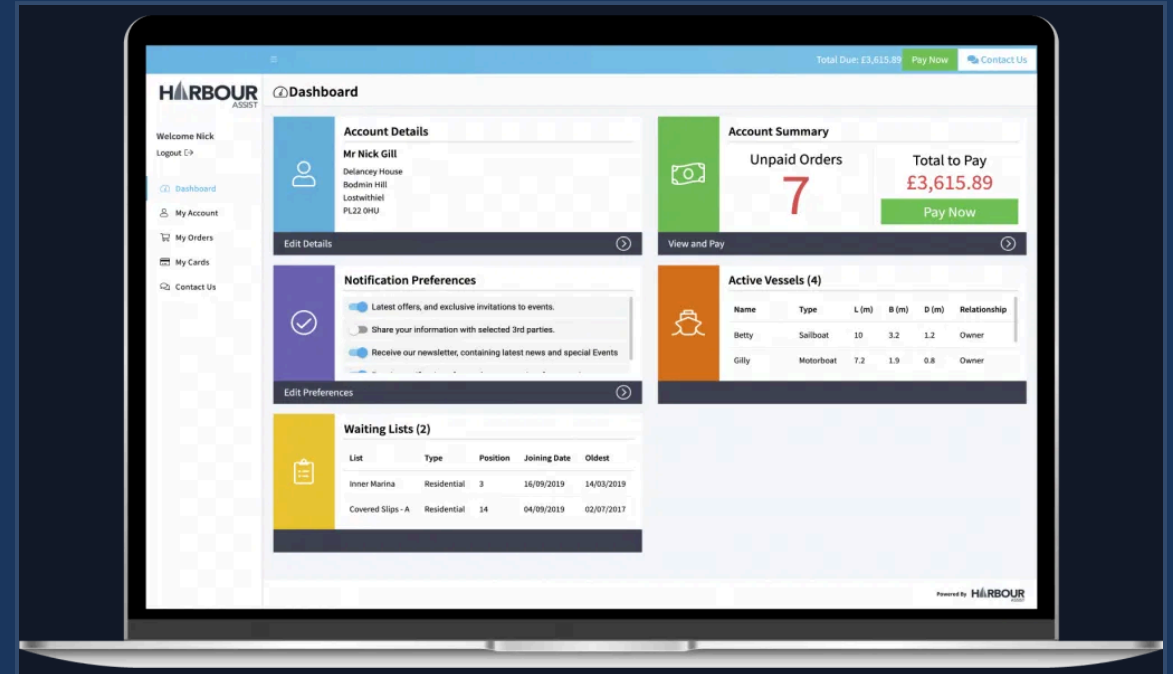 Total Due: £3,615.89 Pay Now Contact Us
HARBOUR
ASSIST
Dashboard
Welcome Nick
Logout
Dashboard
My Account
My Orders
My Cards
Contact Us
Account Details
Mr Nick Gill
Delancey House
Bodmin Hill
Lostwithiel
PL22 0HU
Edit Details
Account Summary
Unpaid Orders
7
Total to Pay
£3,615.89
Pay Now
View and Pay
Notification Preferences
Latest offers, and exclusive invitations to events.
Share your information with selected 3rd parties.
Receive our newsletter, containing latest news and special Events
Edit Preferences
Active Vessels (4)
Name Type L (m) B (m) D (m) Relationship
Betty Sailboat 10 3.2 1.2 Owner
Gilly Motorboat 7.2 1.9 0.8 Owner
Waiting Lists (2)
List Type Position Joining Date Oldest
Inner Marina Residential 3 16/09/2019 14/03/2019
Covered Slips - A Residential 14 04/09/2019 02/07/2017
Powered By HARBOUR
ASSIST